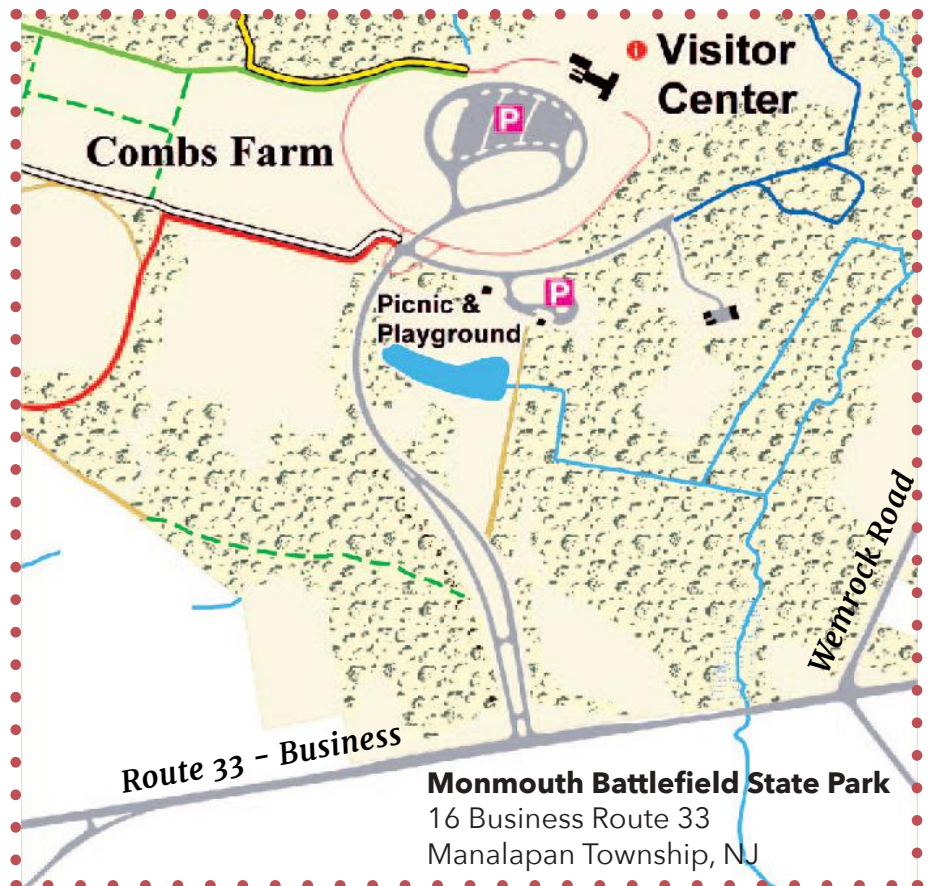 i Visitor
Center
P
Combs Farm
P
Picnic &
Playground
Wemrock Road
Route 33 – Business
Monmouth Battlefield State Park
16 Business Route 33
Manalapan Township, NJ